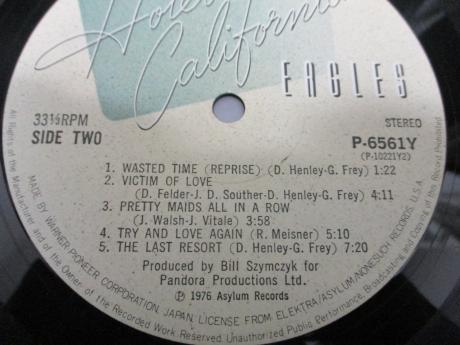 Hotel
California
EAGLES
33⅓RPM
STEREO
SIDE TWO
P-6561Y
(P-10221Y2)
1. WASTED TIME (REPRISE) (D. Henley-G. Frey) 1:22
2. VICTIM OF LOVE
(D. Felder-J. D. Souther-D. Henley-G. Frey) 4:11
3. PRETTY MAIDS ALL IN A ROW
(J. Walsh-J. Vitale) 3:58
4. TRY AND LOVE AGAIN (R. Meisner) 5:10
5. THE LAST RESORT (D. Henley-G. Frey) 7:20
Produced by Bill Szymczyk for
Pandora Productions Ltd.
Ⓟ 1976 Asylum Records
MADE BY WARNER-PIONEER CORPORATION, JAPAN. LICENSE FROM ELEKTRA/ASYLUM/NONESUCH RECORDS, U.S.A.
All Rights of the Manufacturer and of the Owner of the Recorded Work Reserved. Unauthorized Public Performance, Broadcasting and Copying of this Record Prohibited